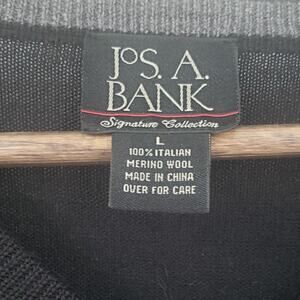 JOS. A.
BANK
Signature Collection
L
100% ITALIAN
MERINO WOOL
MADE IN CHINA
OVER FOR CARE